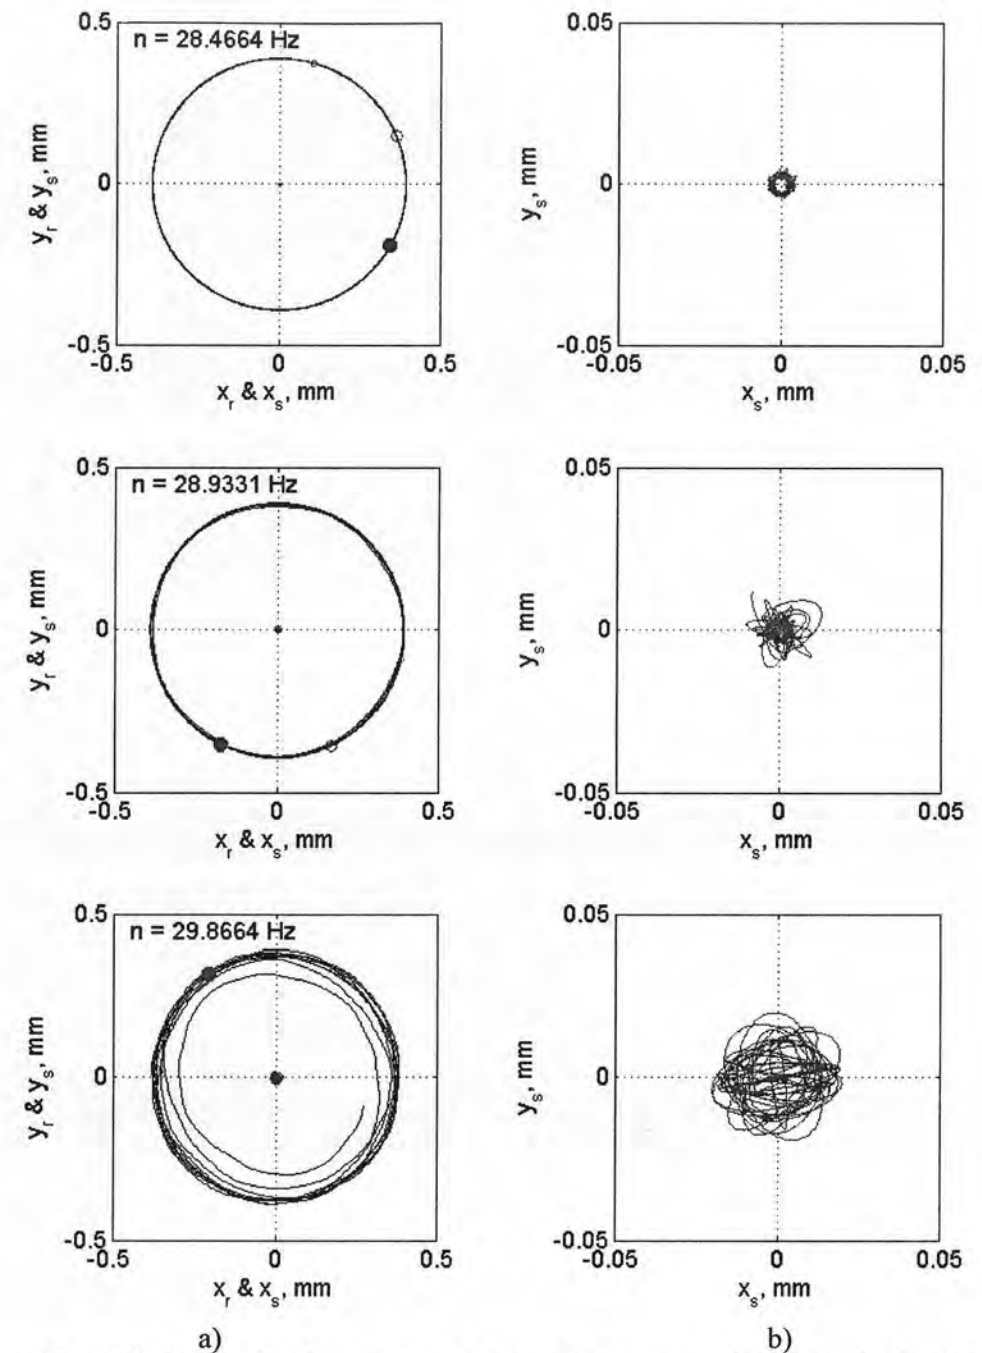 0.5
n = 28.4664 Hz
y_r & y_s, mm
0
-0.5
-0.5 0 0.5
x_r & x_s, mm
0.05
y_s, mm
0
-0.05
-0.05 0 0.05
x_s, mm
0.5
n = 28.9331 Hz
y_r & y_s, mm
0
-0.5
-0.5 0 0.5
x_r & x_s, mm
0.05
y_s, mm
0
-0.05
-0.05 0 0.05
x_s, mm
0.5
n = 29.8664 Hz
y_r & y_s, mm
0
-0.5
-0.5 0 0.5
x_r & x_s, mm
0.05
y_s, mm
0
-0.05
-0.05 0 0.05
x_s, mm
a) b)